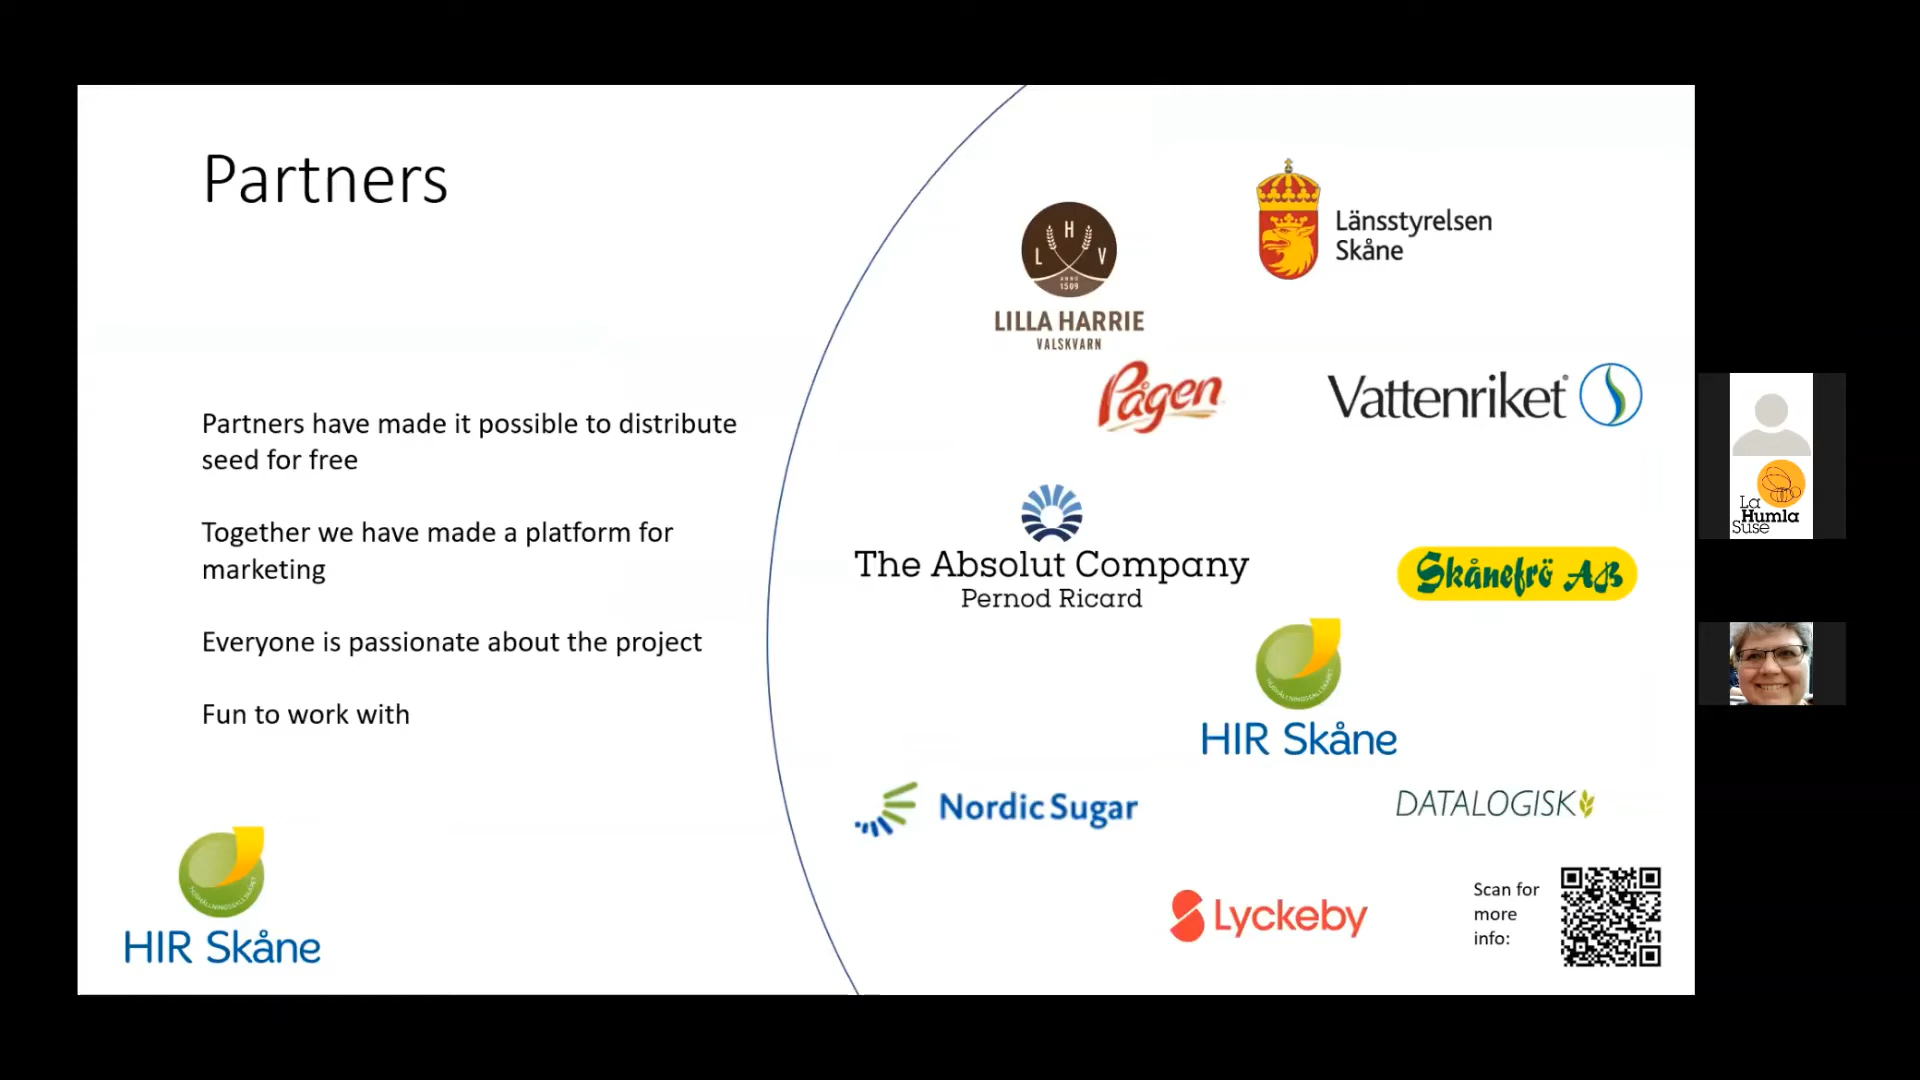 Partners
Partners have made it possible to distribute
seed for free
Together we have made a platform for
marketing
Everyone is passionate about the project
Fun to work with
HIR Skåne
L H V
ANNO
1509
LILLA HARRIE
VALSKVARN
Länsstyrelsen
Skåne
Pågen
Vattenriket
The Absolut Company
Pernod Ricard
Skånefrö AB
HIR Skåne
Nordic Sugar
DATALOGISK
Lyckeby
Scan for
more
info:
La
Humla
Suse